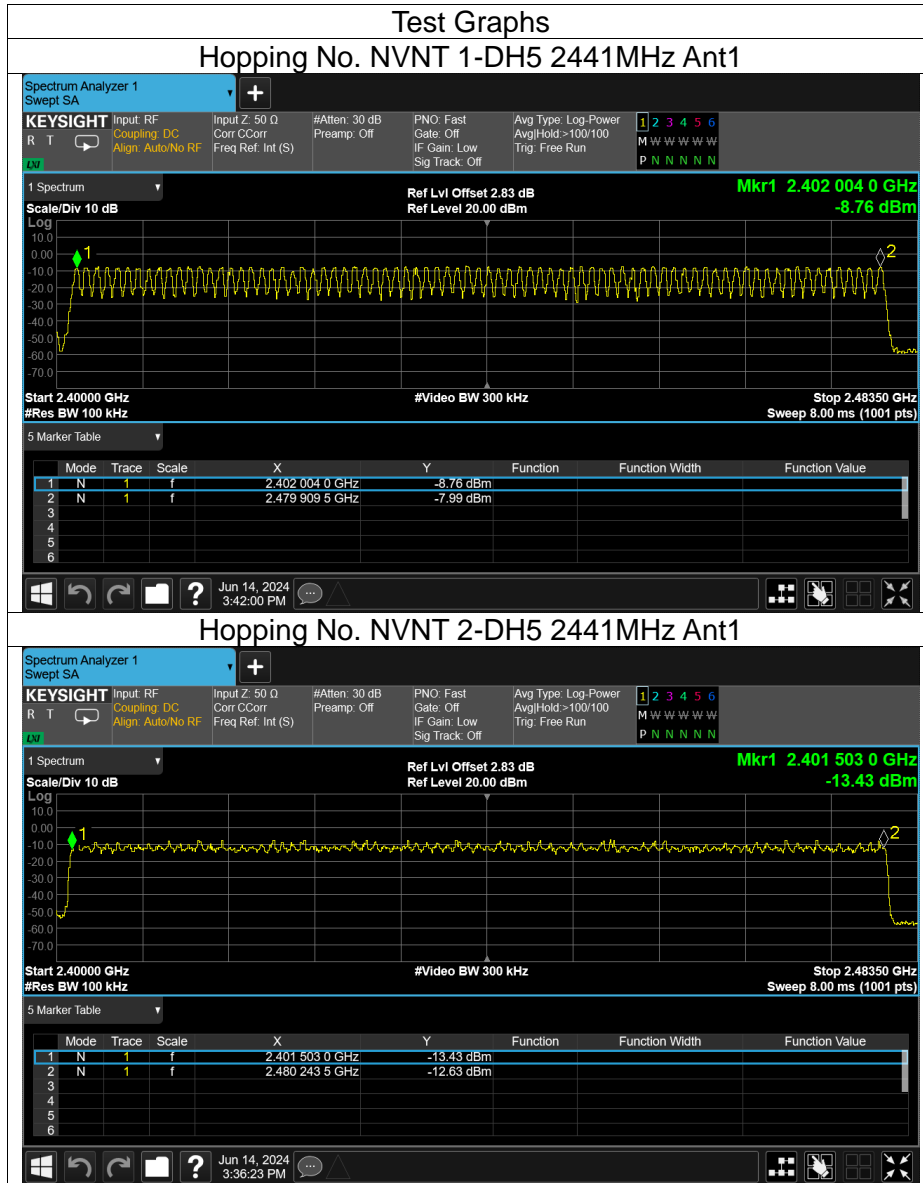 Test Graphs
Hopping No. NVNT 1-DH5 2441MHz Ant1
Spectrum Analyzer 1
Swept SA
+
KEYSIGHT Input: RF Input Z: 50 Ω #Atten: 30 dB PNO: Fast Avg Type: Log-Power 1 2 3 4 5 6
R T Coupling: DC Corr CCorr Preamp: Off Gate: Off Avg|Hold:>100/100 M W W W W W
Align: Auto/No RF Freq Ref: Int (S) IF Gain: Low Trig: Free Run
LXI Sig Track: Off P N N N N N
1 Spectrum Ref Lvl Offset 2.83 dB Mkr1 2.402 004 0 GHz
Scale/Div 10 dB Ref Level 20.00 dBm -8.76 dBm
Log
10.0
0.00 1 2
-10.0
-20.0
-30.0
-40.0
-50.0
-60.0
-70.0
Start 2.40000 GHz #Video BW 300 kHz Stop 2.48350 GHz
#Res BW 100 kHz Sweep 8.00 ms (1001 pts)
5 Marker Table
Mode Trace Scale X Y Function Function Width Function Value
1 N 1 f 2.402 004 0 GHz -8.76 dBm
2 N 1 f 2.479 909 5 GHz -7.99 dBm
3
4
5
6
? Jun 14, 2024
3:42:00 PM
Hopping No. NVNT 2-DH5 2441MHz Ant1
Spectrum Analyzer 1
Swept SA
+
KEYSIGHT Input: RF Input Z: 50 Ω #Atten: 30 dB PNO: Fast Avg Type: Log-Power 1 2 3 4 5 6
R T Coupling: DC Corr CCorr Preamp: Off Gate: Off Avg|Hold:>100/100 M W W W W W
Align: Auto/No RF Freq Ref: Int (S) IF Gain: Low Trig: Free Run
LXI Sig Track: Off P N N N N N
1 Spectrum Ref Lvl Offset 2.83 dB Mkr1 2.401 503 0 GHz
Scale/Div 10 dB Ref Level 20.00 dBm -13.43 dBm
Log
10.0
0.00 1 2
-10.0
-20.0
-30.0
-40.0
-50.0
-60.0
-70.0
Start 2.40000 GHz #Video BW 300 kHz Stop 2.48350 GHz
#Res BW 100 kHz Sweep 8.00 ms (1001 pts)
5 Marker Table
Mode Trace Scale X Y Function Function Width Function Value
1 N 1 f 2.401 503 0 GHz -13.43 dBm
2 N 1 f 2.480 243 5 GHz -12.63 dBm
3
4
5
6
? Jun 14, 2024
3:36:23 PM